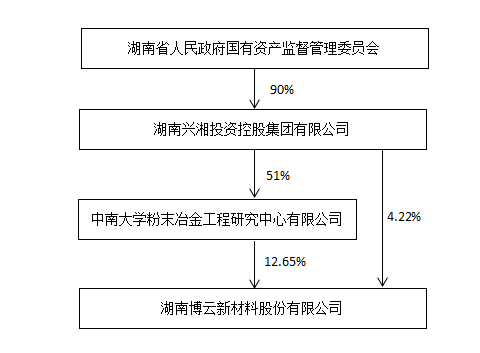 湖南省人民政府国有资产监督管理委员会
90%
湖南兴湘投资控股集团有限公司
51%
4.22%
中南大学粉末冶金工程研究中心有限公司
12.65%
湖南博云新材料股份有限公司